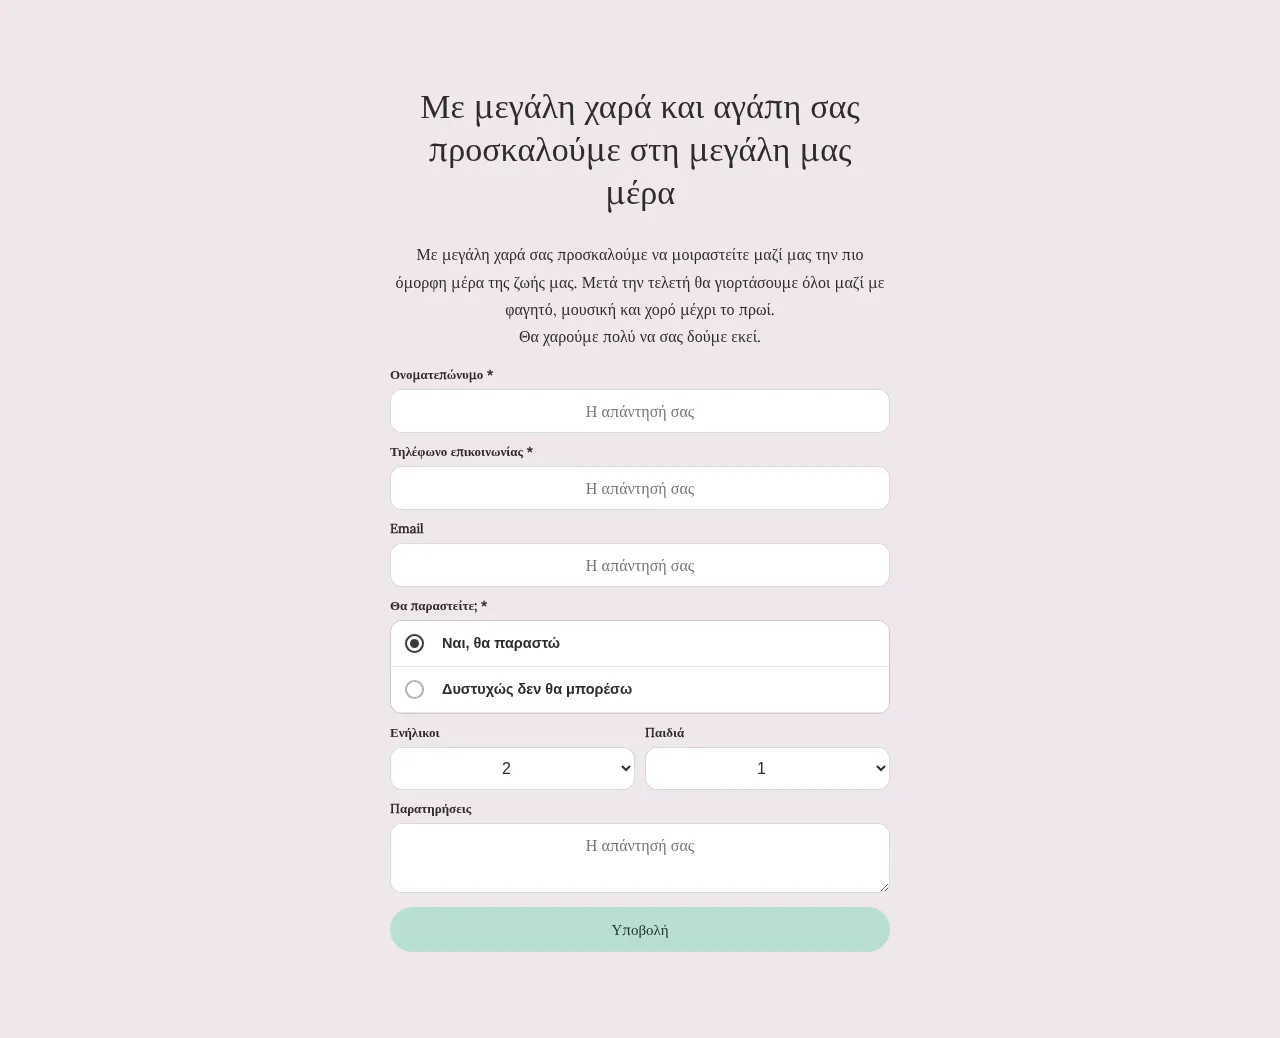 Με μεγάλη χαρά και αγάπη σας
προσκαλούμε στη μεγάλη μας
μέρα
Με μεγάλη χαρά σας προσκαλούμε να μοιραστείτε μαζί μας την πιο
όμορφη μέρα της ζωής μας. Μετά την τελετή θα γιορτάσουμε όλοι μαζί με
φαγητό, μουσική και χορό μέχρι το πρωί.
Θα χαρούμε πολύ να σας δούμε εκεί.
Ονοματεπώνυμο *
Η απάντησή σας
Τηλέφωνο επικοινωνίας *
Η απάντησή σας
Email
Η απάντησή σας
Θα παραστείτε; *
Ναι, θα παραστώ
Δυστυχώς δεν θα μπορέσω
Ενήλικοι Παιδιά
2 1
Παρατηρήσεις
Η απάντησή σας
Υποβολή